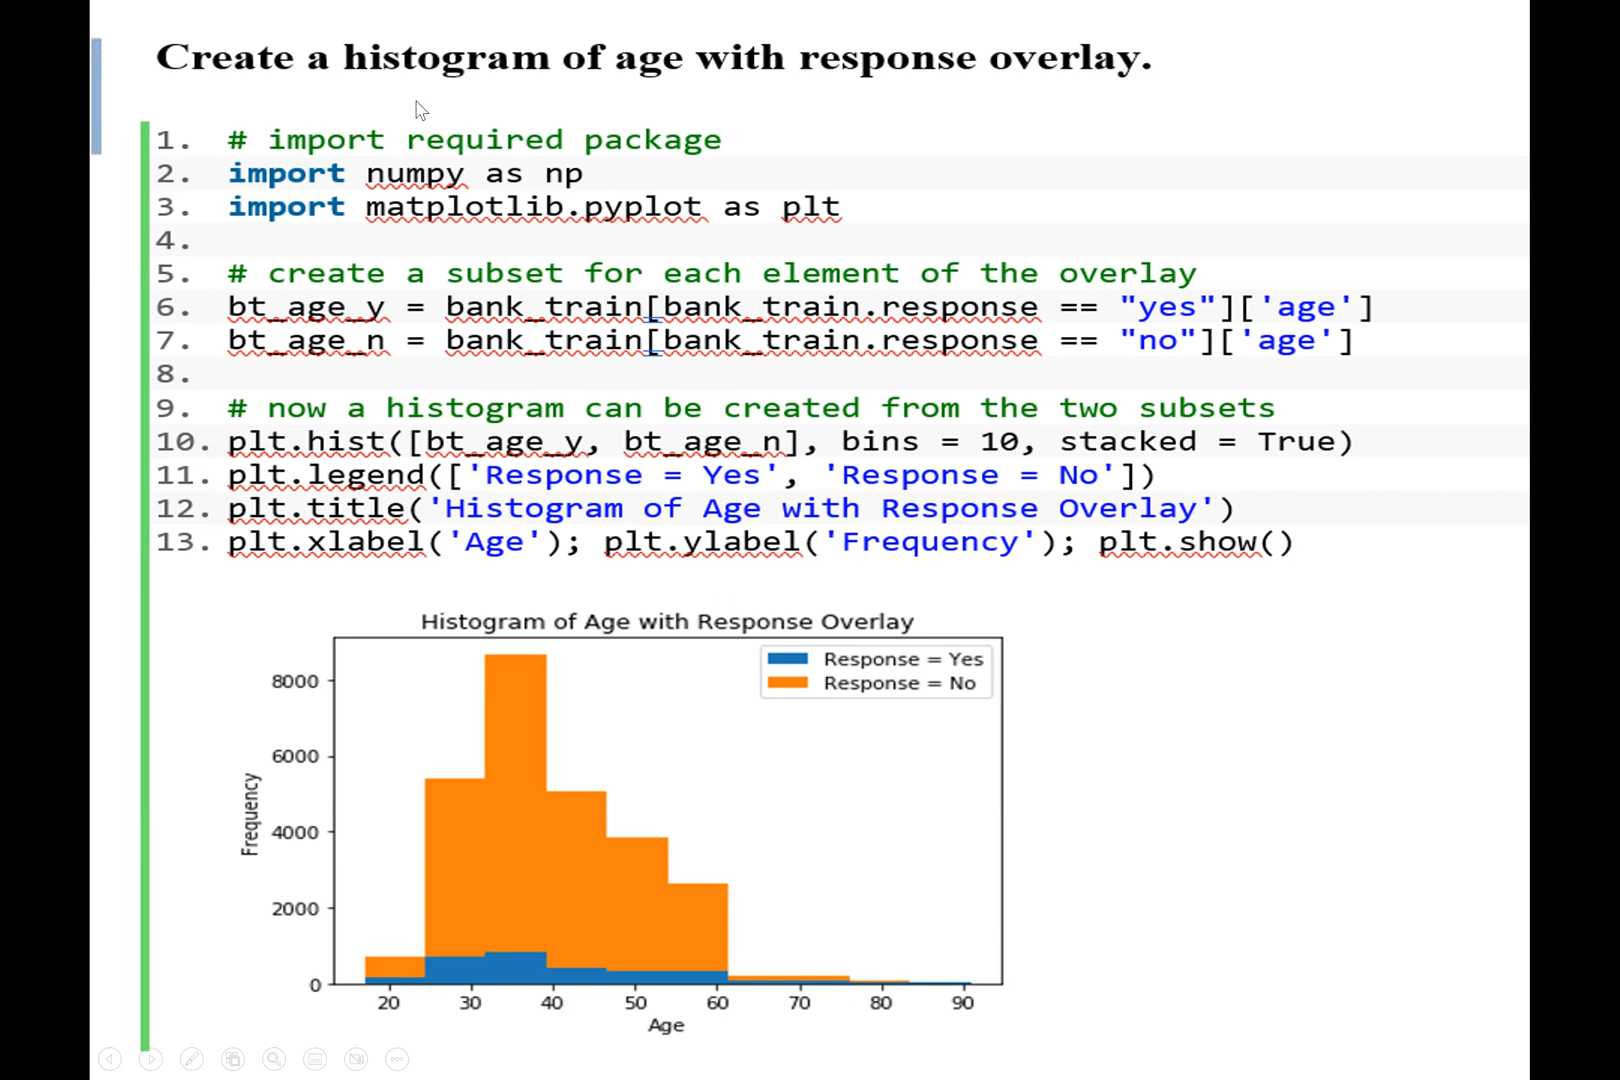 Create a histogram of age with response overlay.
1. # import required package
2. import numpy as np
3. import matplotlib.pyplot as plt
4.
5. # create a subset for each element of the overlay
6. bt_age_y = bank_train[bank_train.response == "yes"]['age']
7. bt_age_n = bank_train[bank_train.response == "no"]['age']
8.
9. # now a histogram can be created from the two subsets
10. plt.hist([bt_age_y, bt_age_n], bins = 10, stacked = True)
11. plt.legend(['Response = Yes', 'Response = No'])
12. plt.title('Histogram of Age with Response Overlay')
13. plt.xlabel('Age'); plt.ylabel('Frequency'); plt.show()
Histogram of Age with Response Overlay
Response = Yes
Response = No
8000
6000
4000
2000
0
Frequency
20 30 40 50 60 70 80 90
Age